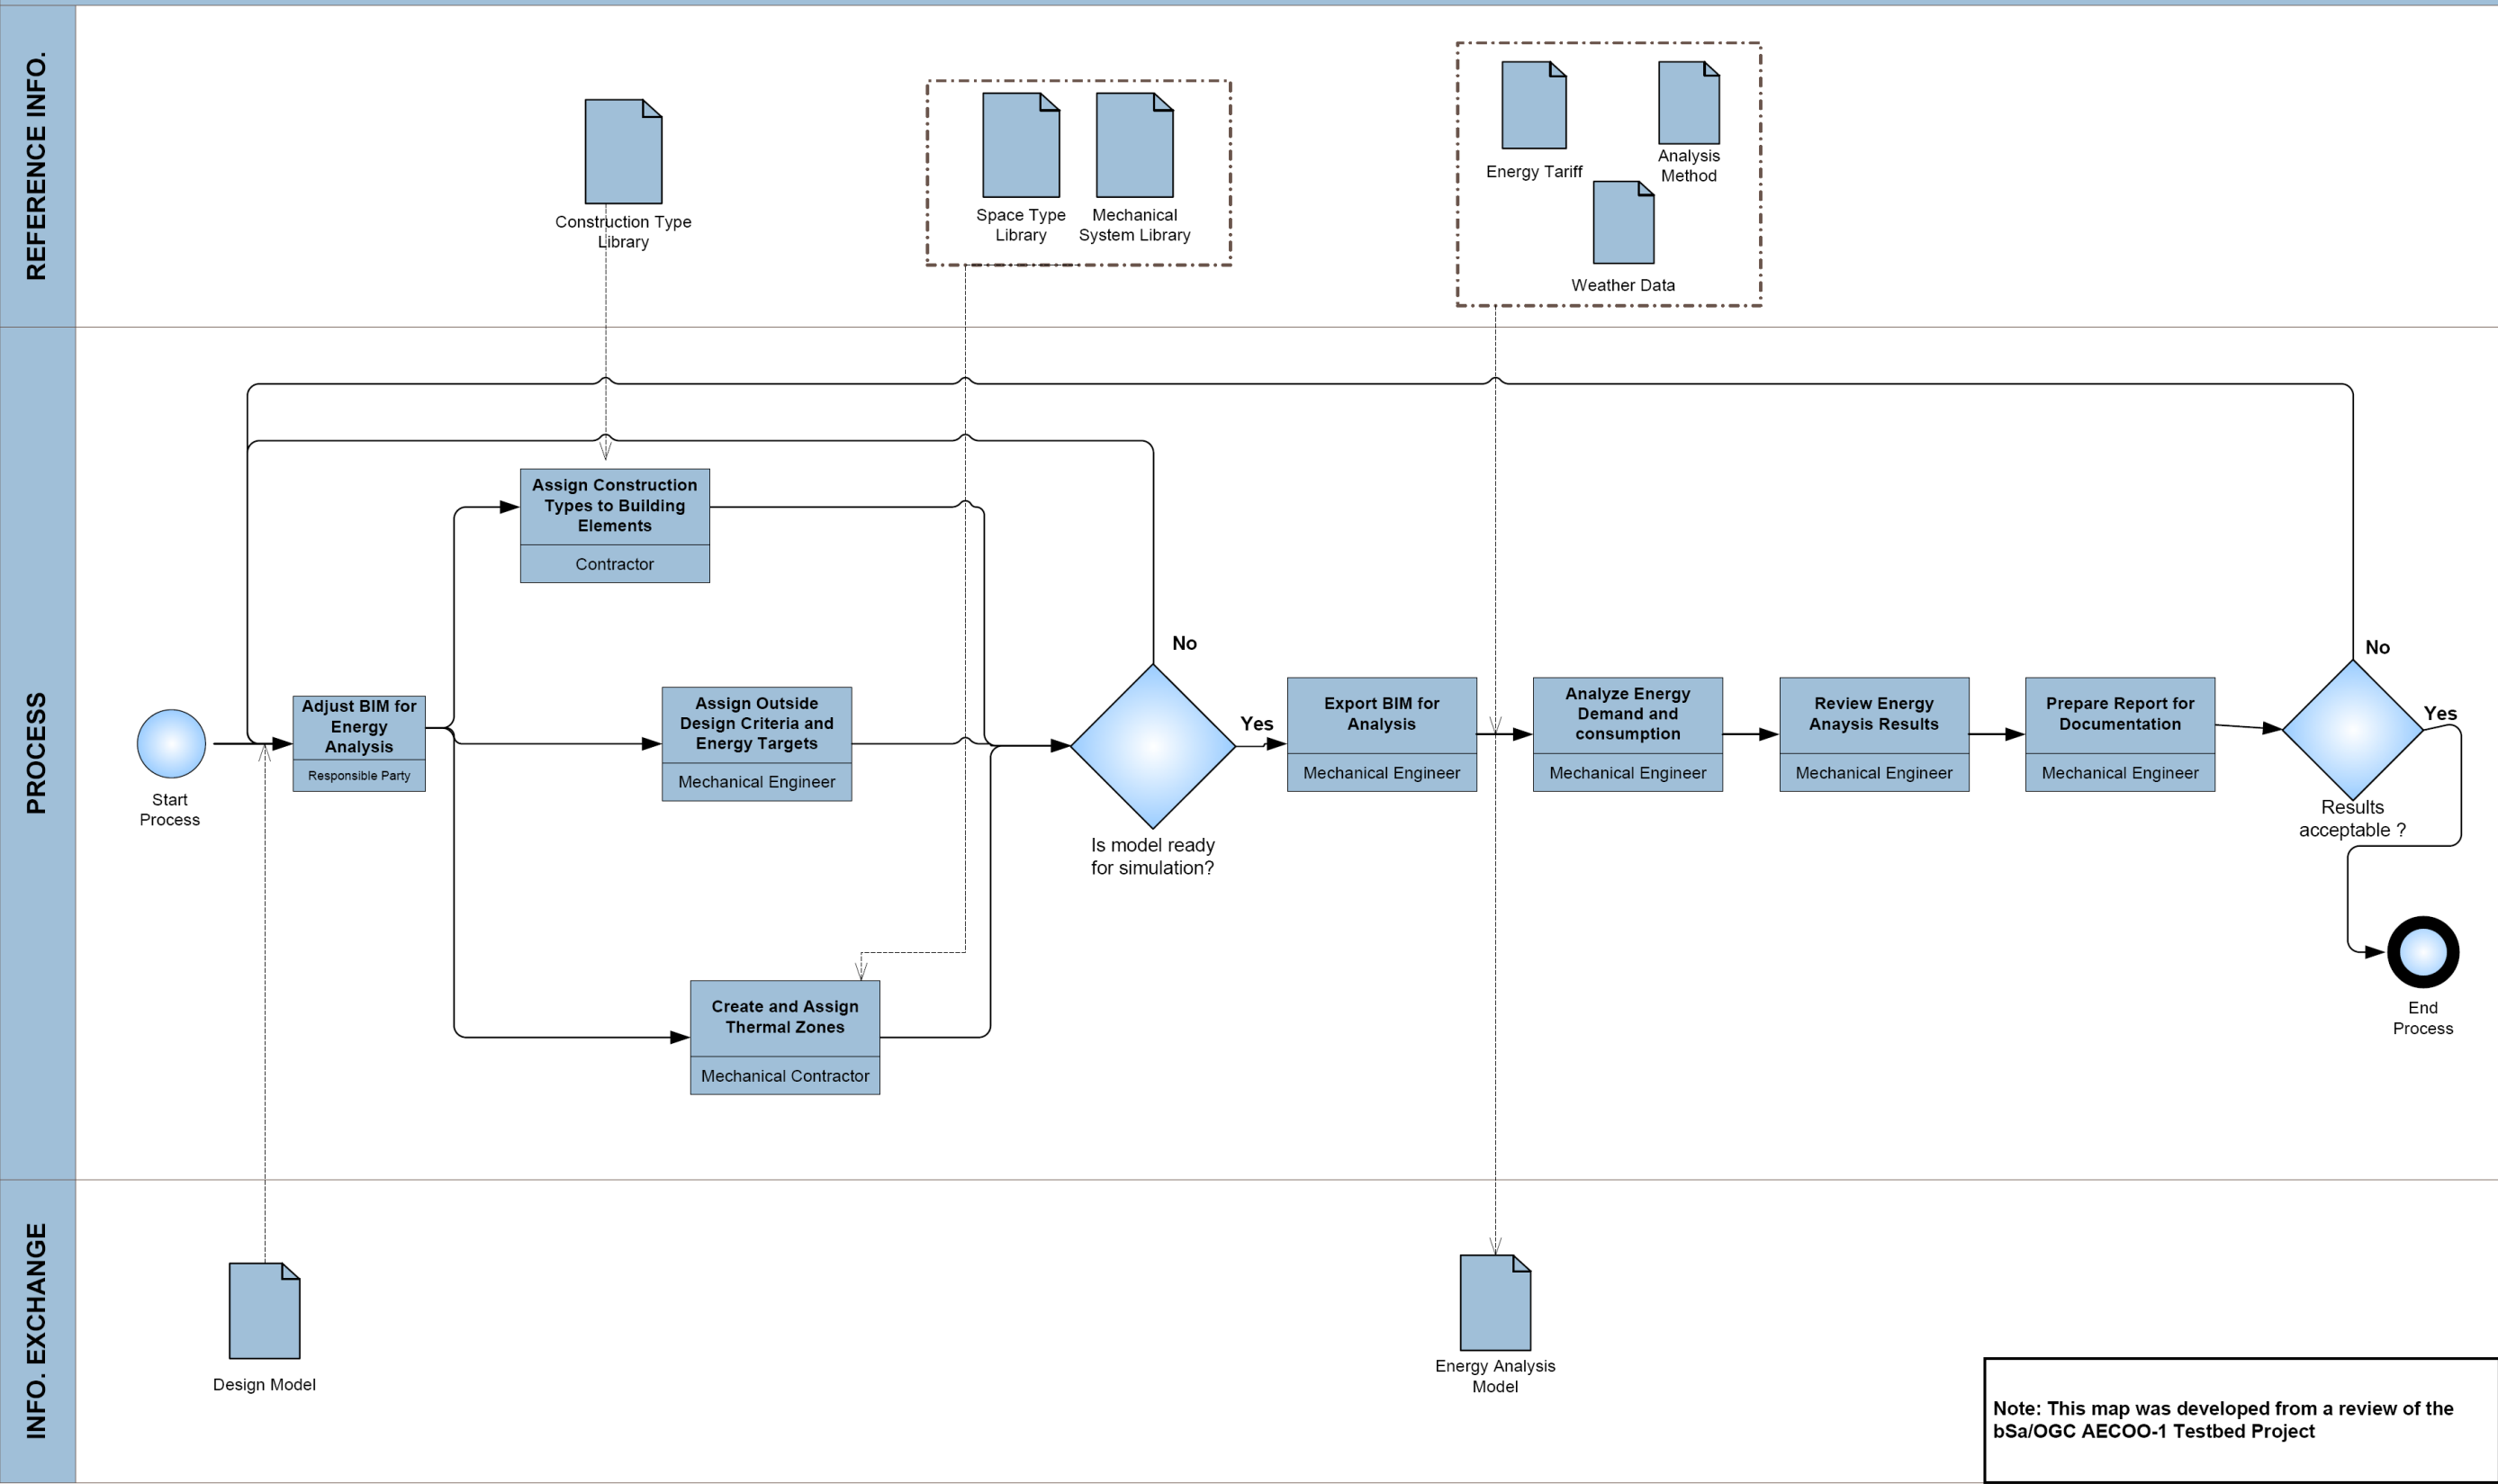 REFERENCE INFO.
Construction Type
Library
Space Type
Library
Mechanical
System Library
Energy Tariff
Analysis
Method
Weather Data
PROCESS
Start
Process
Adjust BIM for
Energy
Analysis
Responsible Party
Assign Construction
Types to Building
Elements
Contractor
Assign Outside
Design Criteria and
Energy Targets
Mechanical Engineer
Create and Assign
Thermal Zones
Mechanical Contractor
No
Yes
Is model ready
for simulation?
Export BIM for
Analysis
Mechanical Engineer
Analyze Energy
Demand and
consumption
Mechanical Engineer
Review Energy
Anaysis Results
Mechanical Engineer
Prepare Report for
Documentation
Mechanical Engineer
No
Yes
Results
acceptable ?
End
Process
INFO. EXCHANGE
Design Model
Energy Analysis
Model
Note: This map was developed from a review of the
bSa/OGC AECOO-1 Testbed Project